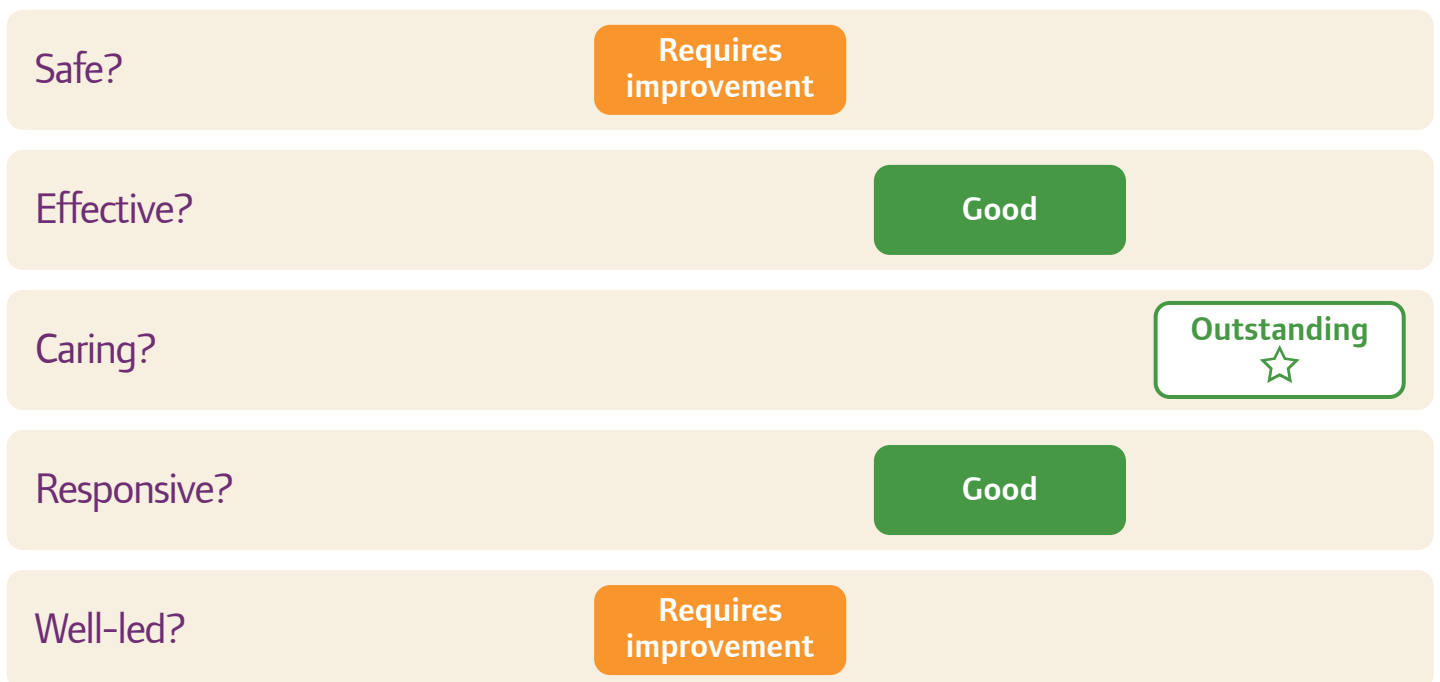 Safe?
Requires
improvement
Effective?
Good
Caring?
Outstanding
Responsive?
Good
Well-led?
Requires
improvement